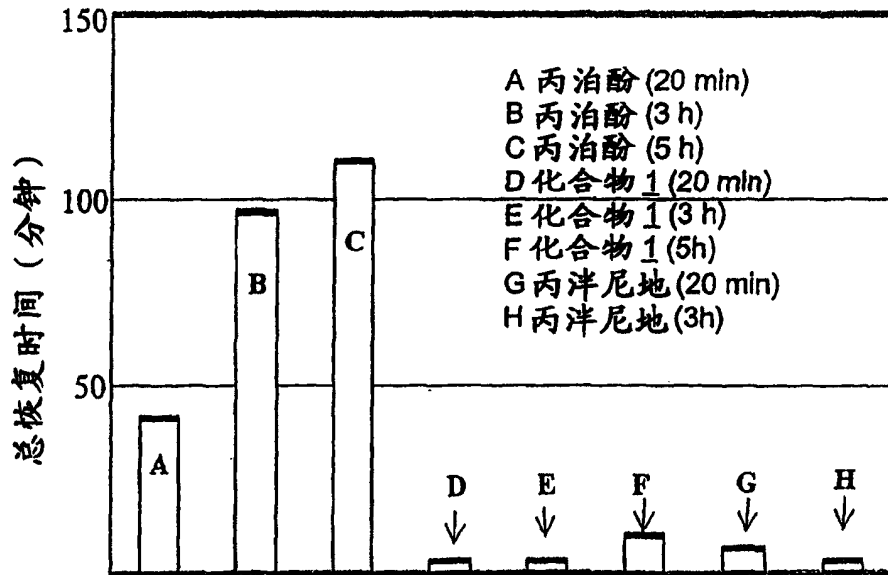 150
100
50
总恢复时间(分钟)
A 丙泊酚 (20 min)
B 丙泊酚 (3 h)
C 丙泊酚 (5 h)
D 化合物 1 (20 min)
E 化合物 1 (3 h)
F 化合物 1 (5h)
G 丙泮尼地 (20 min)
H 丙泮尼地 (3h)
A
B
C
D
E
F
G
H